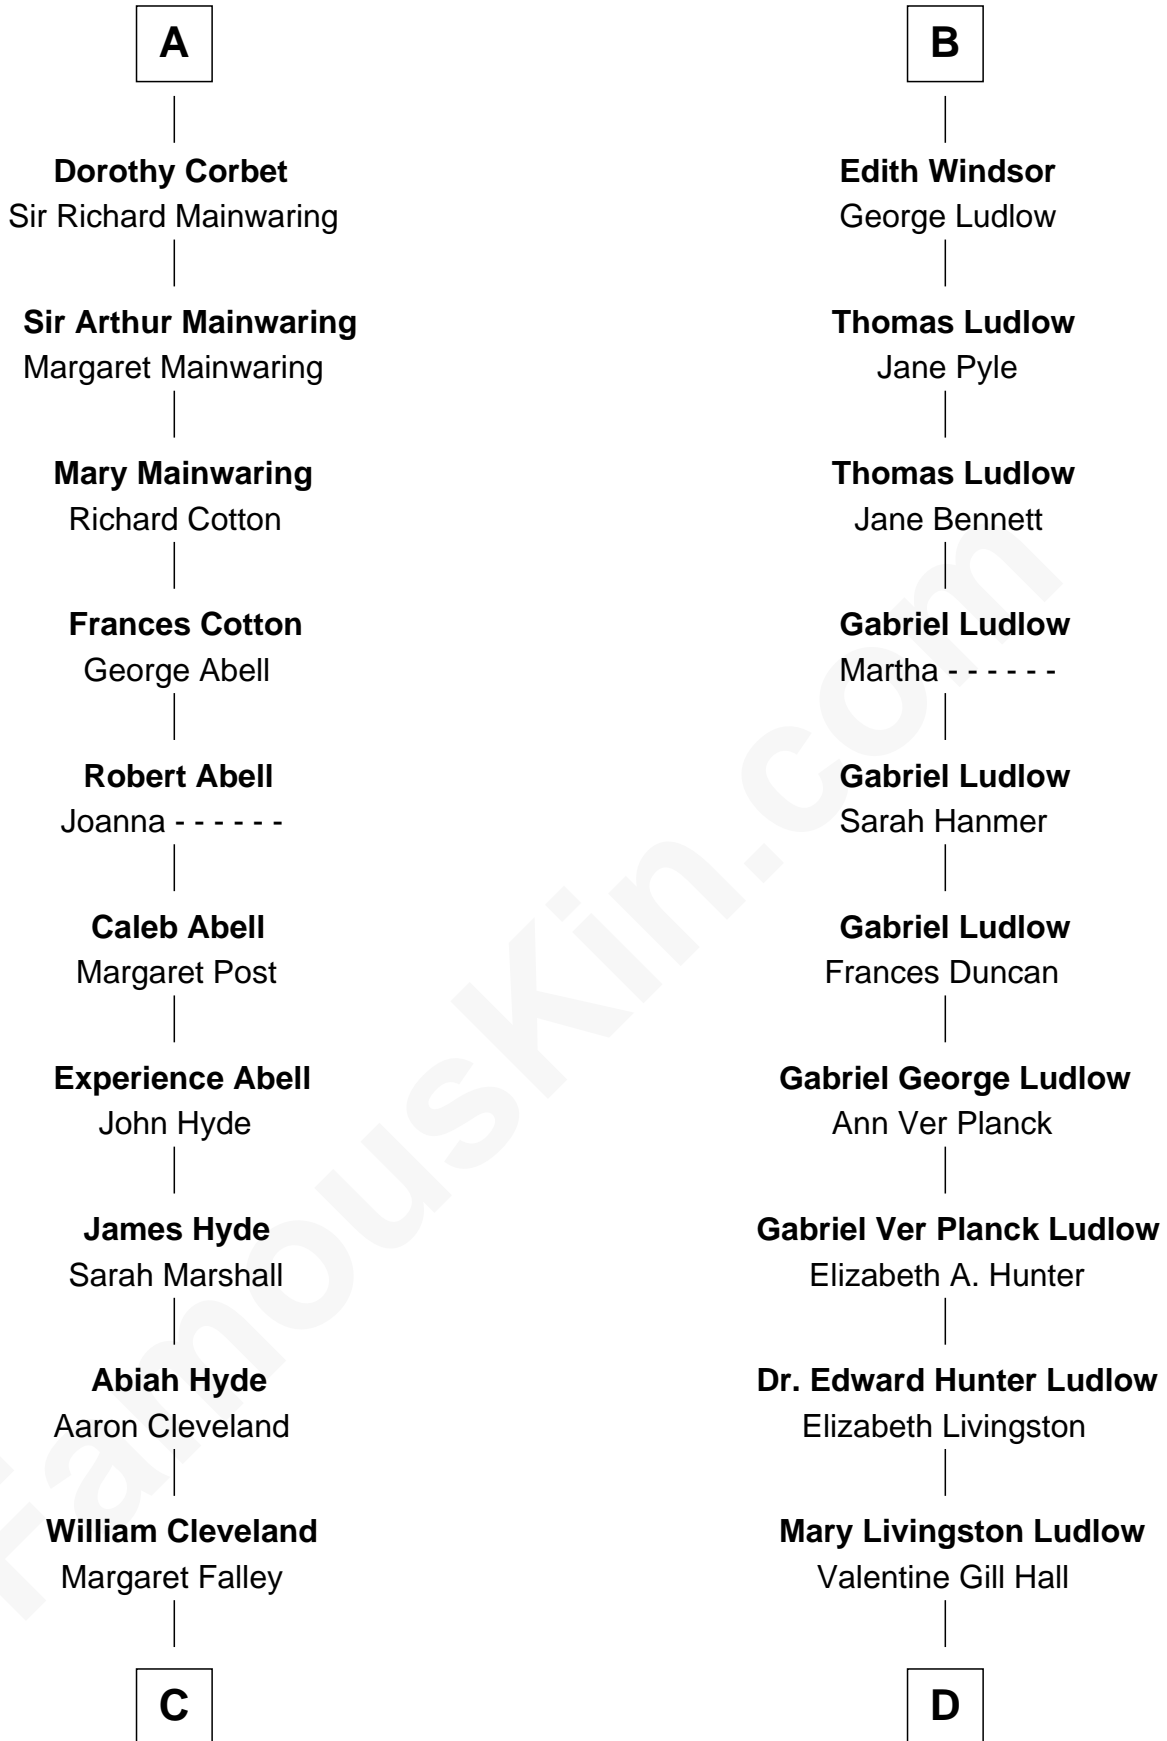 A
Dorothy Corbet
Sir Richard Mainwaring
Sir Arthur Mainwaring
Margaret Mainwaring
Mary Mainwaring
Richard Cotton
Frances Cotton
George Abell
Robert Abell
Joanna - - - - - -
Caleb Abell
Margaret Post
Experience Abell
John Hyde
James Hyde
Sarah Marshall
Abiah Hyde
Aaron Cleveland
William Cleveland
Margaret Falley
C
B
Edith Windsor
George Ludlow
Thomas Ludlow
Jane Pyle
Thomas Ludlow
Jane Bennett
Gabriel Ludlow
Martha - - - - - -
Gabriel Ludlow
Sarah Hanmer
Gabriel Ludlow
Frances Duncan
Gabriel George Ludlow
Ann Ver Planck
Gabriel Ver Planck Ludlow
Elizabeth A. Hunter
Dr. Edward Hunter Ludlow
Elizabeth Livingston
Mary Livingston Ludlow
Valentine Gill Hall
D
FamousKin.com